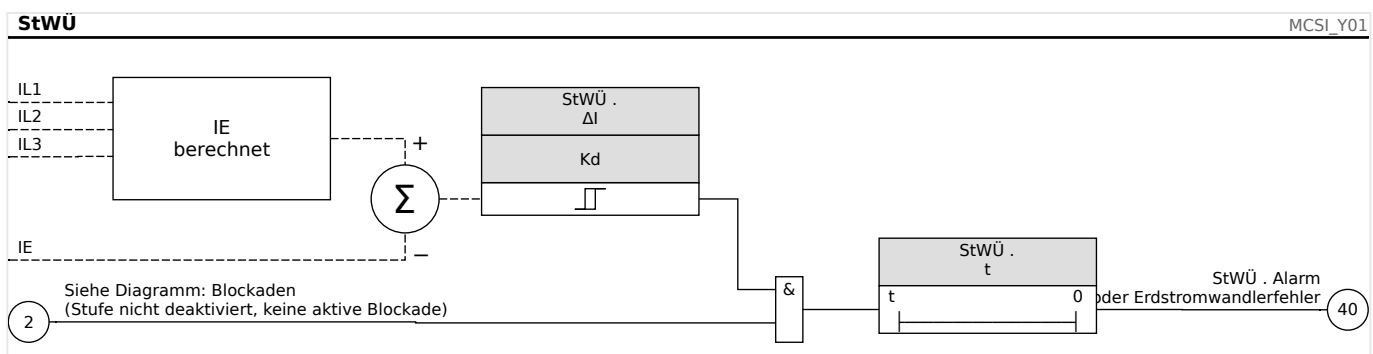 StWÜ
MCSI_Y01
IL1
IL2
IL3
IE
berechnet
+
Σ
−
IE
StWÜ .
ΔI
Kd
&
StWÜ .
t
t 0
Siehe Diagramm: Blockaden
(Stufe nicht deaktiviert, keine aktive Blockade)
2
StWÜ . Alarm
oder Erdstromwandlerfehler
40